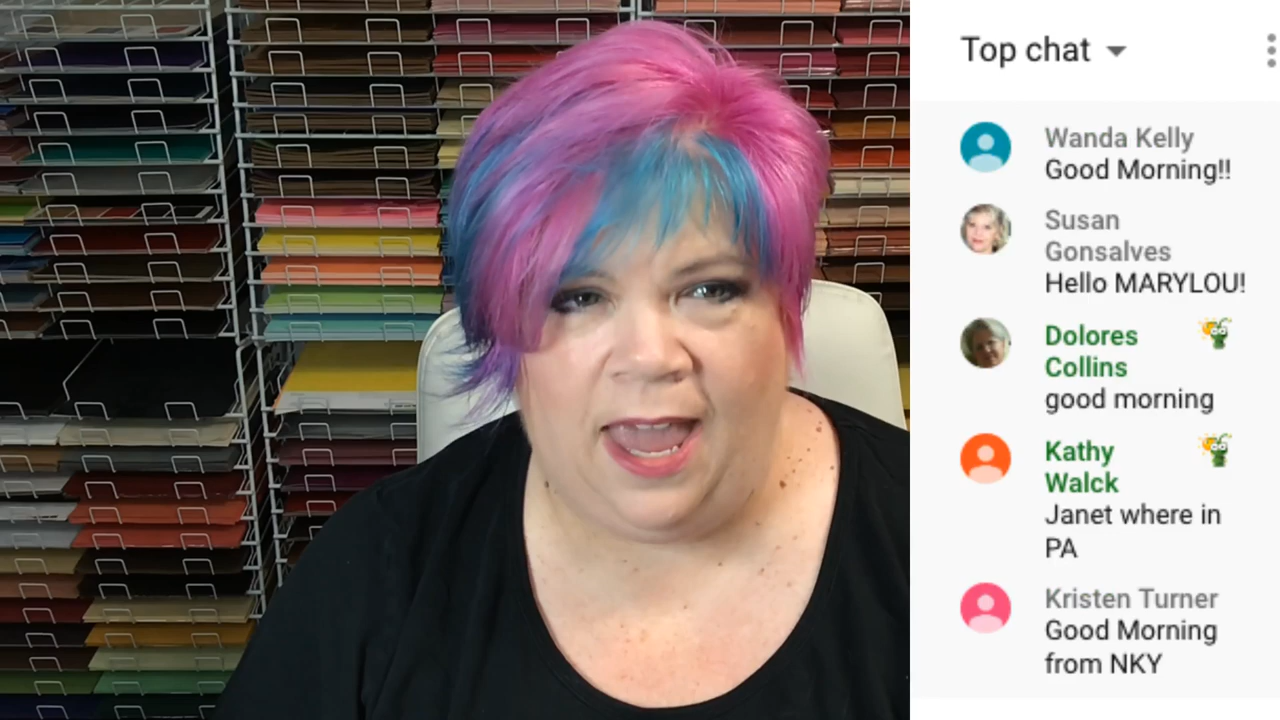 Top chat
Wanda Kelly
Good Morning!!
Susan
Gonsalves
Hello MARYLOU!
Dolores
Collins
good morning
Kathy
Walck
Janet where in
PA
Kristen Turner
Good Morning
from NKY